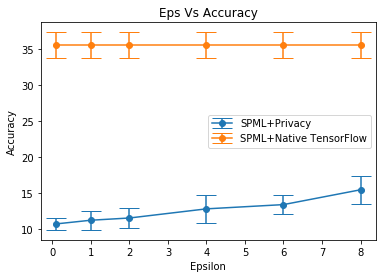 Eps Vs Accuracy
35
30
25
20
15
10
Accuracy
SPML+Privacy
SPML+Native TensorFlow
0 1 2 3 4 5 6 7 8
Epsilon